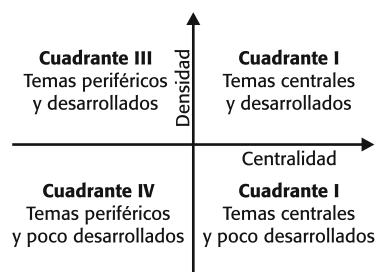 Cuadrante III
Temas periféricos
y desarrollados
Densidad
Cuadrante I
Temas centrales
y desarrollados
Centralidad
Cuadrante IV
Temas periféricos
y poco desarrollados
Cuadrante I
Temas centrales
y poco desarrollados